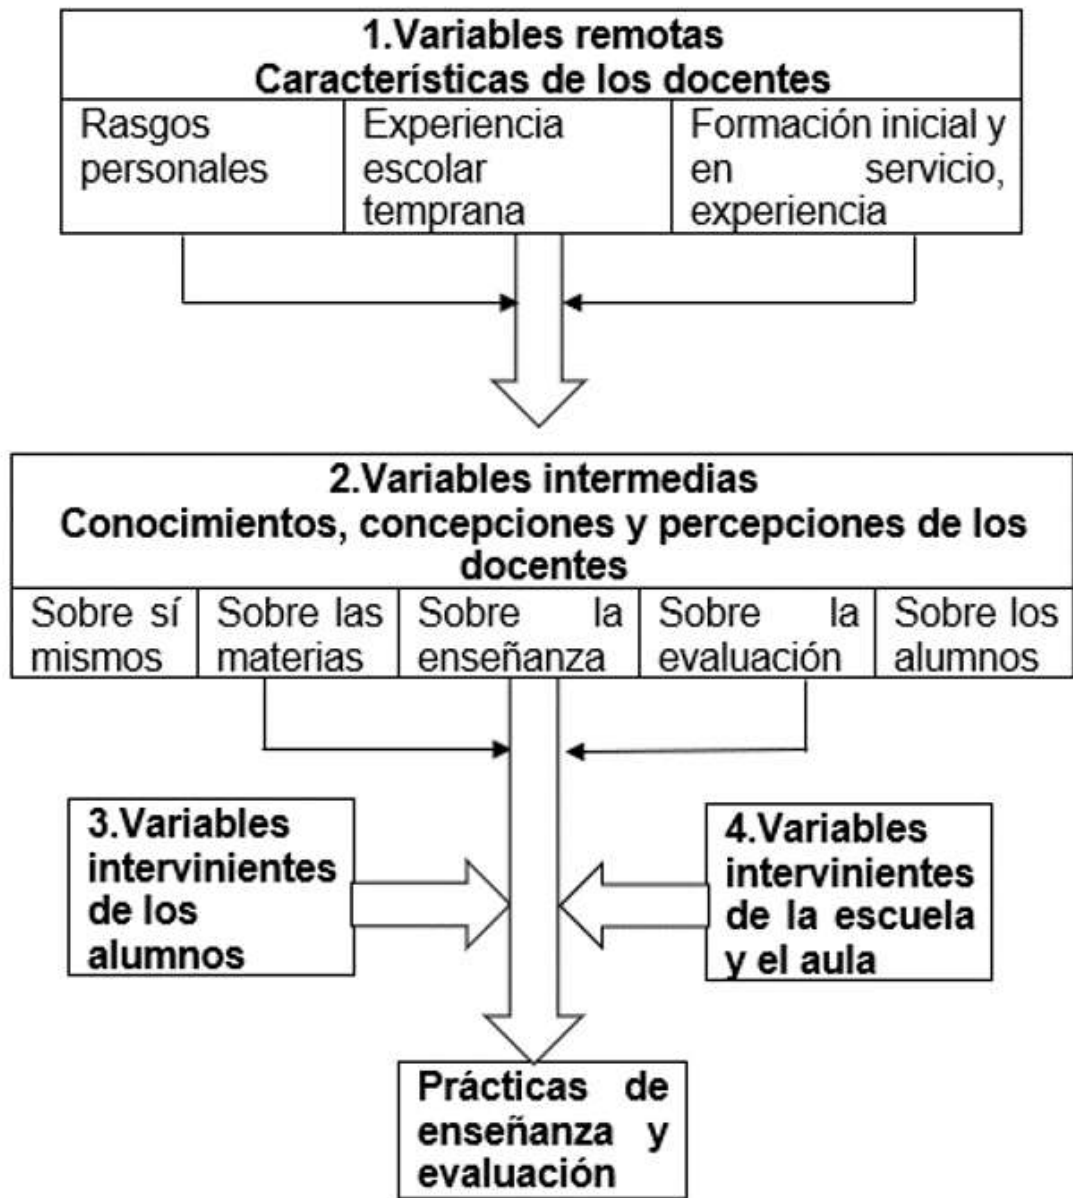 1.Variables remotas
Características de los docentes
Rasgos
personales
Experiencia
escolar
temprana
Formación inicial y
en servicio,
experiencia
2.Variables intermedias
Conocimientos, concepciones y percepciones de los
docentes
Sobre sí
mismos
Sobre las
materias
Sobre la
enseñanza
Sobre la
evaluación
Sobre los
alumnos
3.Variables
intervinientes
de los
alumnos
4.Variables
intervinientes
de la escuela
y el aula
Prácticas de
enseñanza y
evaluación